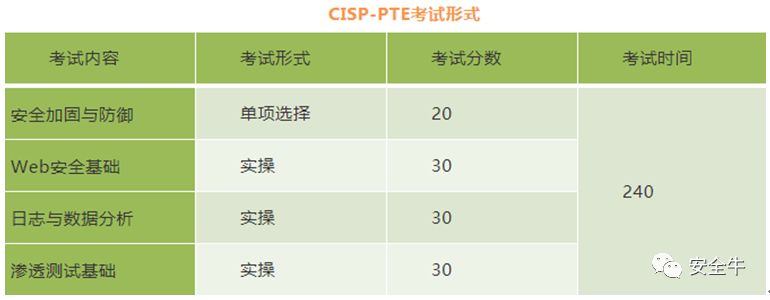 CISP-PTE考试形式
考试内容 考试形式 考试分数 考试时间
安全加固与防御 单项选择 20
Web安全基础 实操 30
240
日志与数据分析 实操 30
渗透测试基础 实操 30
安全牛